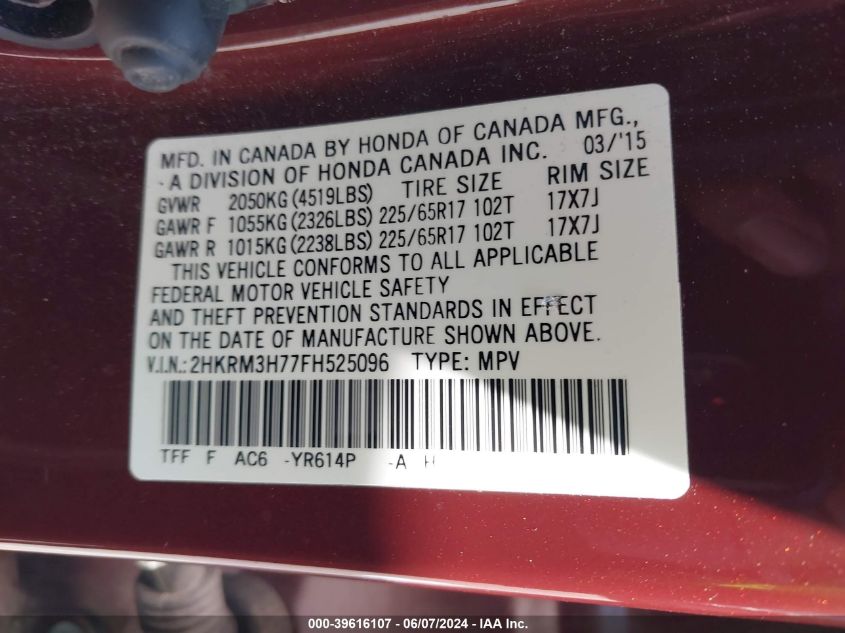 MFD. IN CANADA BY HONDA OF CANADA MFG.,
-A DIVISION OF HONDA CANADA INC. 03/'15
GVWR 2050KG(4519LBS) TIRE SIZE RIM SIZE
GAWR F 1055KG(2326LBS) 225/65R17 102T 17X7J
GAWR R 1015KG(2238LBS) 225/65R17 102T 17X7J
THIS VEHICLE CONFORMS TO ALL APPLICABLE
FEDERAL MOTOR VEHICLE SAFETY
AND THEFT PREVENTION STANDARDS IN EFFECT
ON THE DATE OF MANUFACTURE SHOWN ABOVE.
V.I.N.: 2HKRM3H77FH525096 TYPE: MPV
TFF F AC6 -YR614P -A
000-39616107 - 06/07/2024 - IAA Inc.